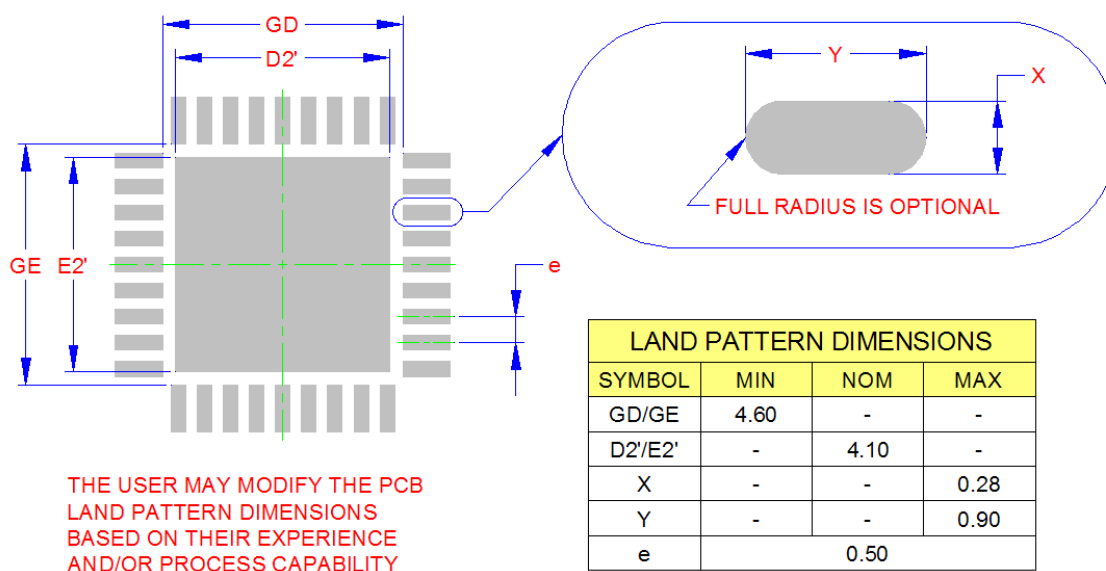 GD
D2'
GE
E2'
e
Y
X
FULL RADIUS IS OPTIONAL
THE USER MAY MODIFY THE PCB
LAND PATTERN DIMENSIONS
BASED ON THEIR EXPERIENCE
AND/OR PROCESS CAPABILITY
LAND PATTERN DIMENSIONS
SYMBOL MIN NOM MAX
GD/GE 4.60 - -
D2'/E2' - 4.10 -
X - - 0.28
Y - - 0.90
e 0.50